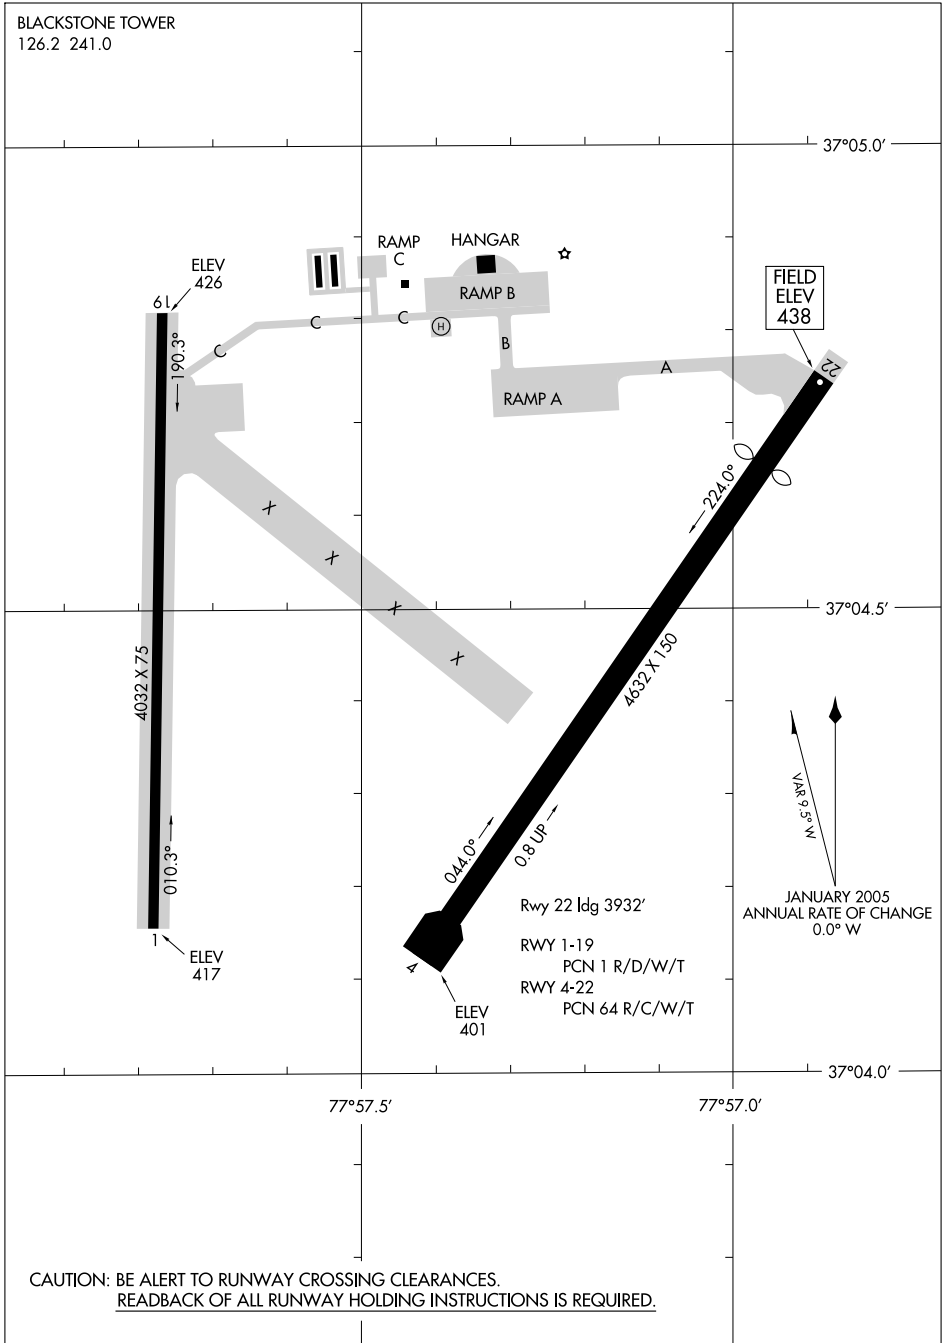 BLACKSTONE TOWER
126.2 241.0
37°05.0′
RAMP
C
HANGAR
ELEV
426
RAMP B
FIELD
ELEV
438
19
C
C
H
C
190.3°
B
A
22
RAMP A
224.0°
X
X
X
X
37°04.5′
4032 X 75
4632 X 150
VAR 9.5° W
010.3°
044.0°
0.8 UP
JANUARY 2005
ANNUAL RATE OF CHANGE
0.0° W
Rwy 22 ldg 3932′
RWY 1-19
PCN 1 R/D/W/T
RWY 4-22
PCN 64 R/C/W/T
1
ELEV
417
4
ELEV
401
37°04.0′
77°57.5′
77°57.0′
CAUTION: BE ALERT TO RUNWAY CROSSING CLEARANCES.
READBACK OF ALL RUNWAY HOLDING INSTRUCTIONS IS REQUIRED.